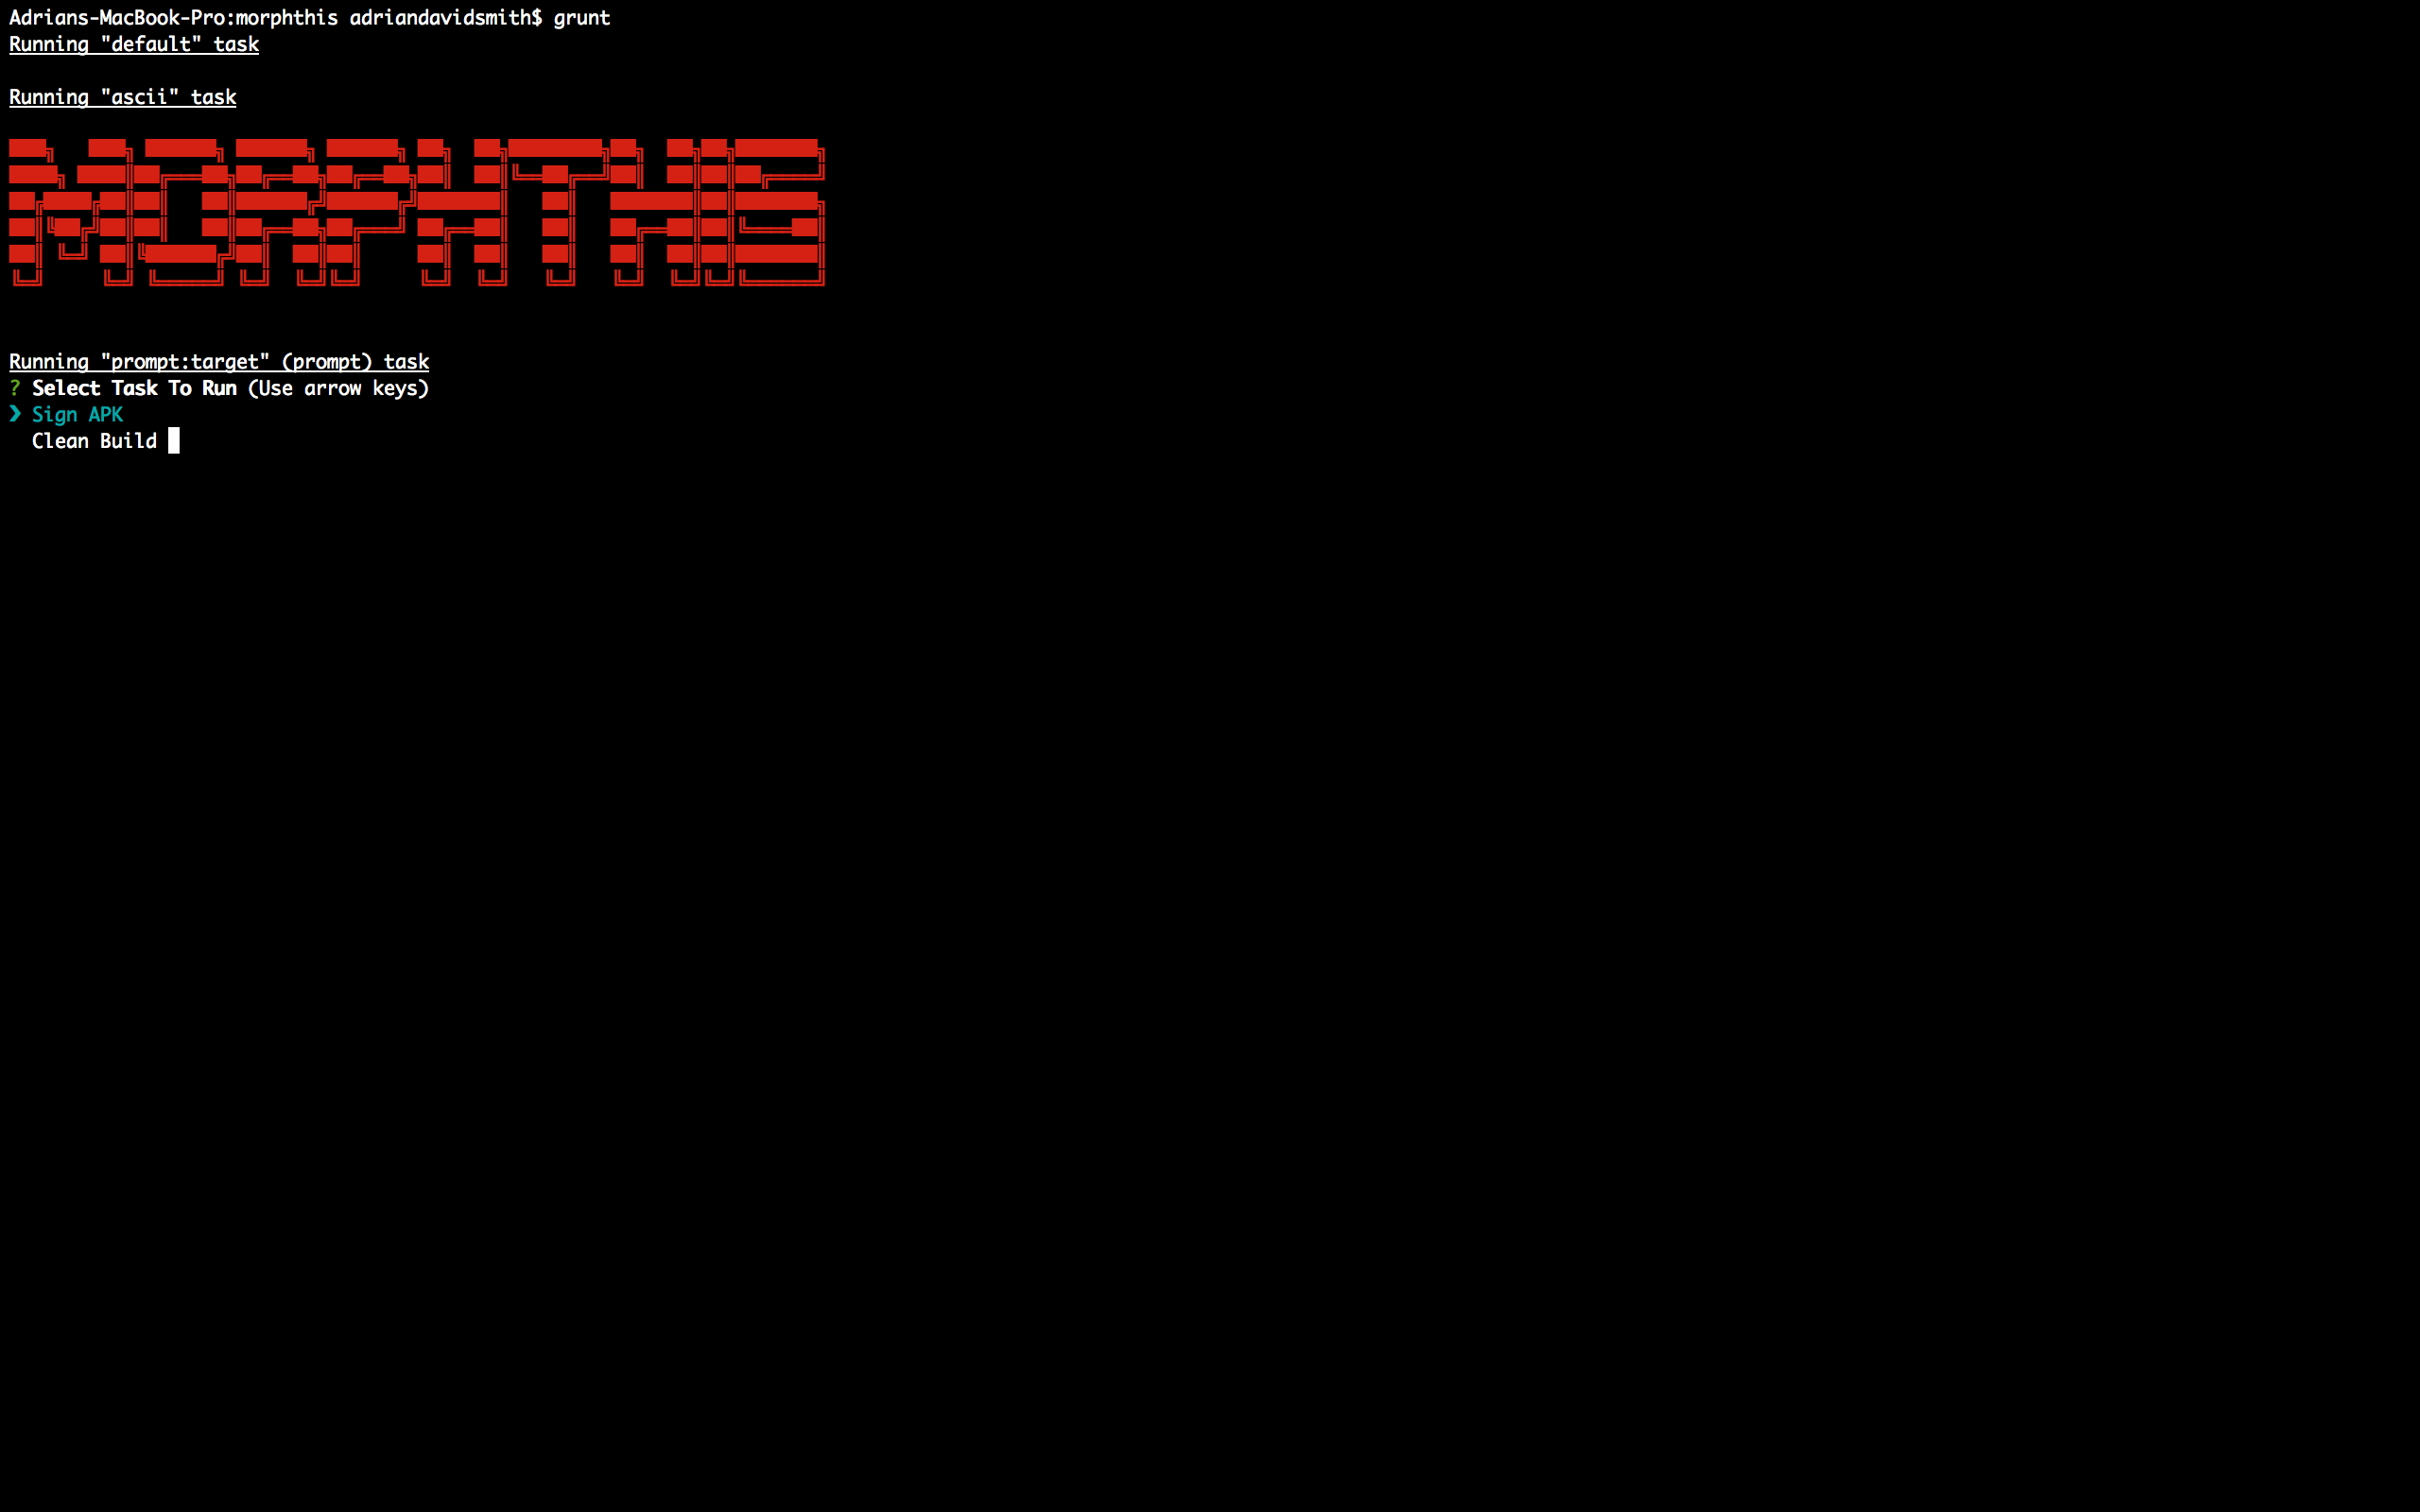 Adrians-MacBook-Pro:morphthis adriandavidsmith$ grunt
Running "default" task
Running "ascii" task
MORPHTHIS
Running "prompt:target" (prompt) task
? Select Task To Run (Use arrow keys)
❯ Sign APK
Clean Build